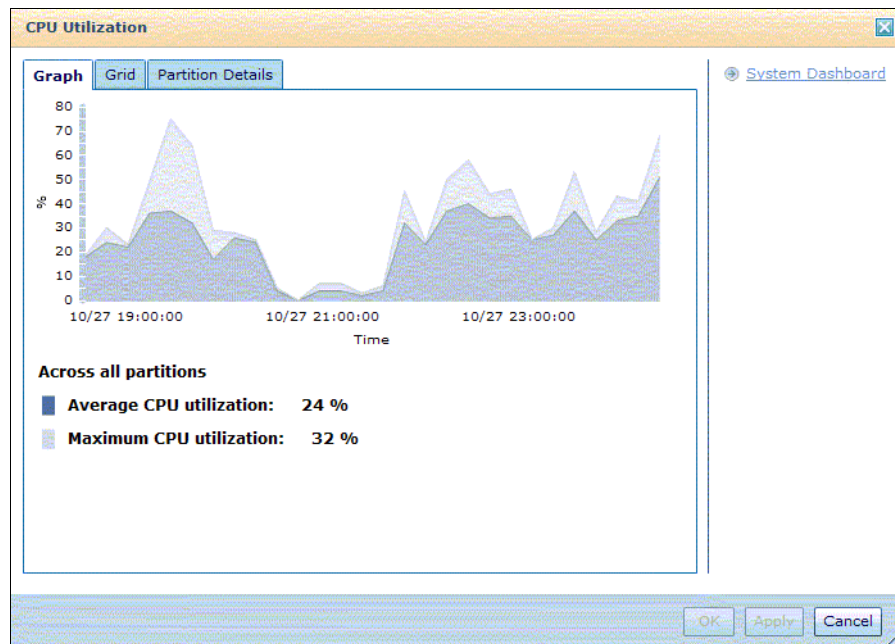 CPU Utilization
Graph Grid Partition Details
System Dashboard
80
70
60
50
40
30
20
10
0
%
10/27 19:00:00 10/27 21:00:00 10/27 23:00:00
Time
Across all partitions
Average CPU utilization: 24 %
Maximum CPU utilization: 32 %
OK Apply Cancel